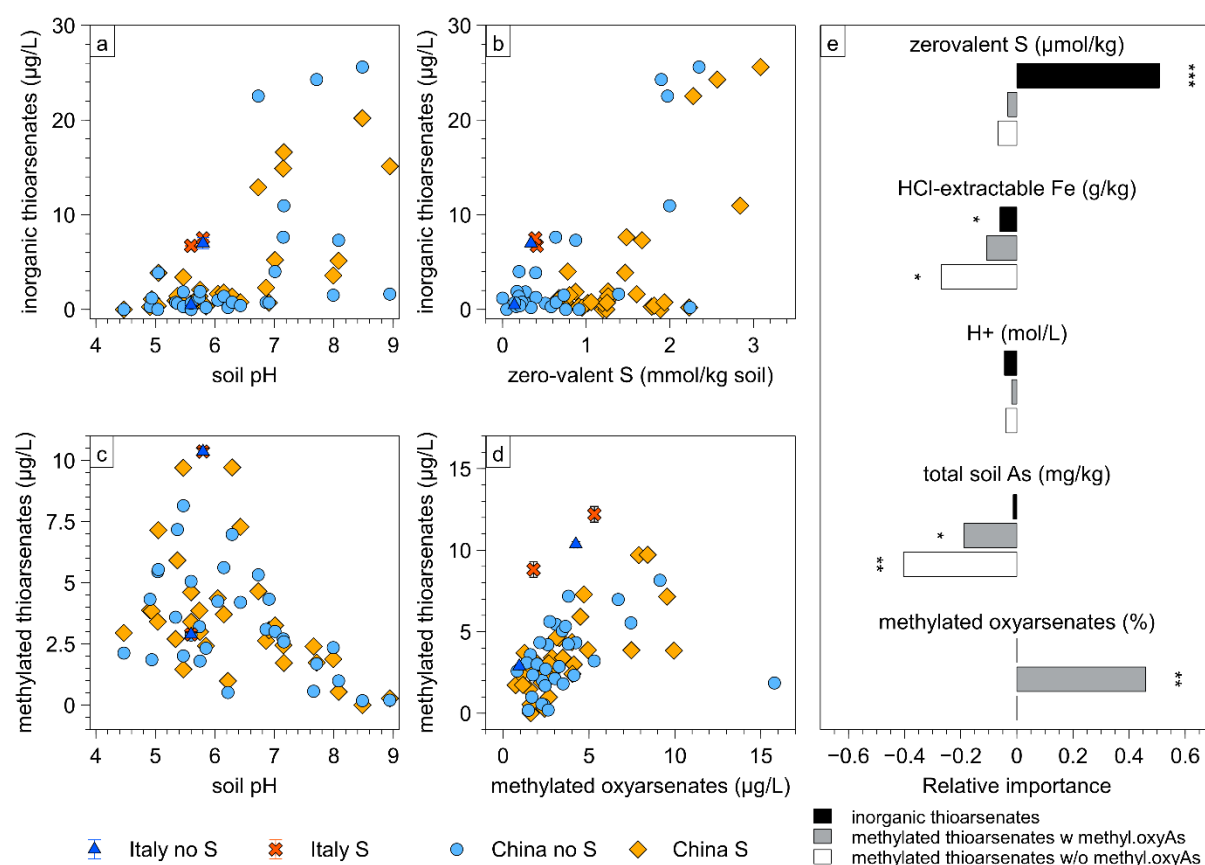 a
inorganic thioarsenates (µg/L)
30
20
10
0
4 5 6 7 8 9
soil pH
b
inorganic thioarsenates (µg/L)
30
20
10
0
0 1 2 3
zero-valent S (mmol/kg soil)
c
methylated thioarsenates (µg/L)
10
7.5
5.0
2.5
0
4 5 6 7 8 9
soil pH
d
methylated thioarsenates (µg/L)
15
10
5
0
0 5 10 15
methylated oxyarsenates (µg/L)
e
zerovalent S (µmol/kg)
***
HCl-extractable Fe (g/kg)
*
*
H+ (mol/L)
total soil As (mg/kg)
*
**
methylated oxyarsenates (%)
**
−0.6 −0.4 −0.2 0 0.2 0.4 0.6
Relative importance
Italy no S Italy S China no S China S
inorganic thioarsenates
methylated thioarsenates w methyl.oxyAs
methylated thioarsenates w/o methyl.oxyAs